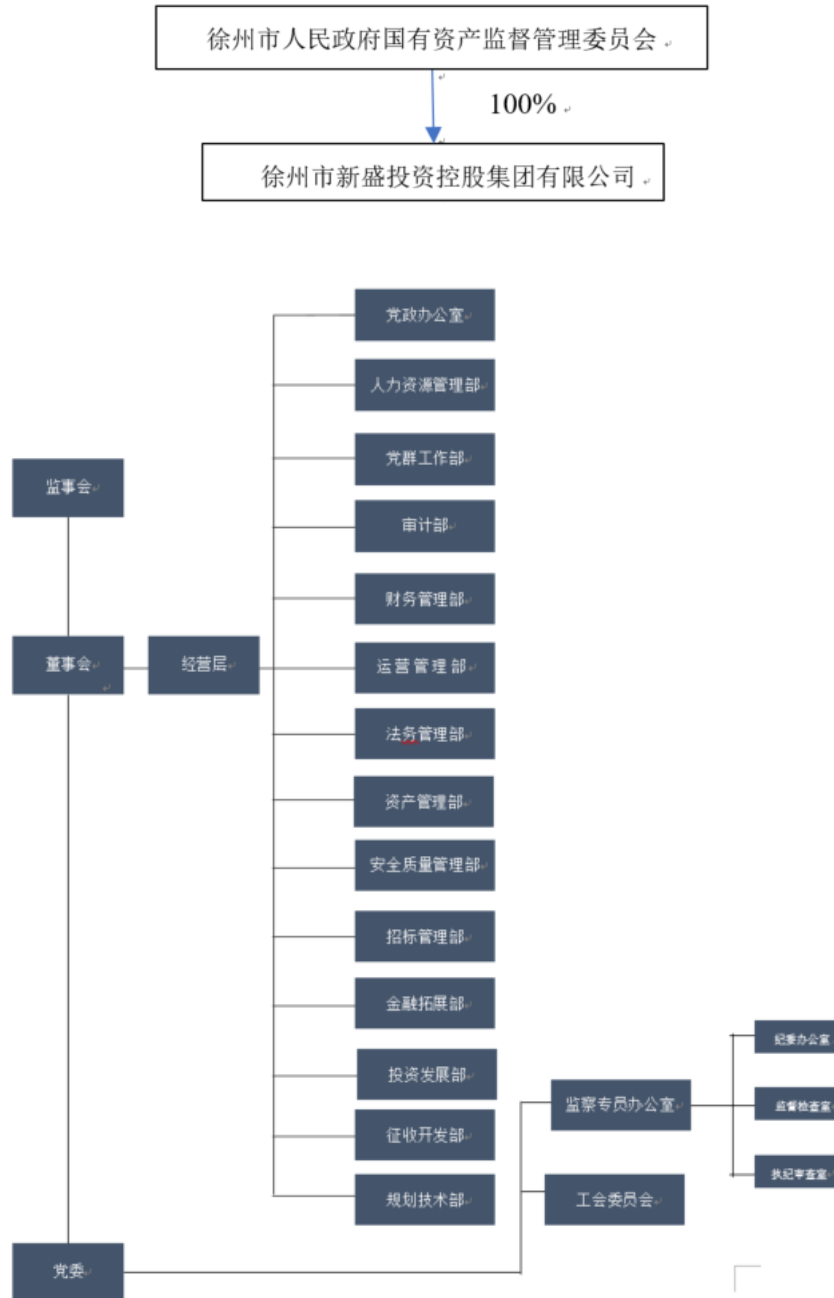 徐州市人民政府国有资产监督管理委员会
100%
徐州市新盛投资控股集团有限公司
党政办公室
人力资源管理部
党群工作部
监事会
审计部
财务管理部
董事会
经营层
运营管理部
法务管理部
资产管理部
安全质量管理部
招标管理部
金融拓展部
投资发展部
征收开发部
规划技术部
监察专员办公室
纪委办公室
监督检查室
执纪审查室
工会委员会
党委